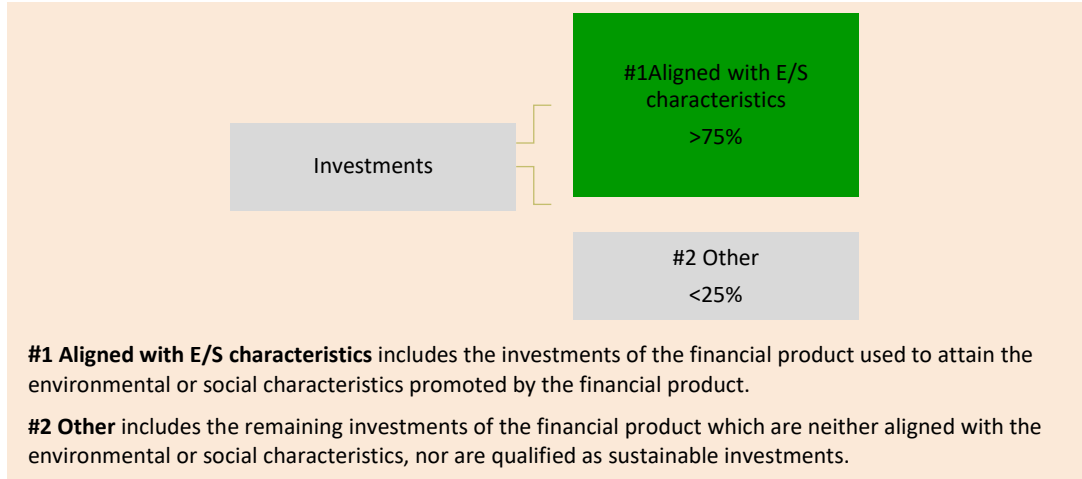 #1Aligned with E/S
characteristics
>75%
Investments
#2 Other
<25%
#1 Aligned with E/S characteristics includes the investments of the financial product used to attain the
environmental or social characteristics promoted by the financial product.
#2 Other includes the remaining investments of the financial product which are neither aligned with the
environmental or social characteristics, nor are qualified as sustainable investments.